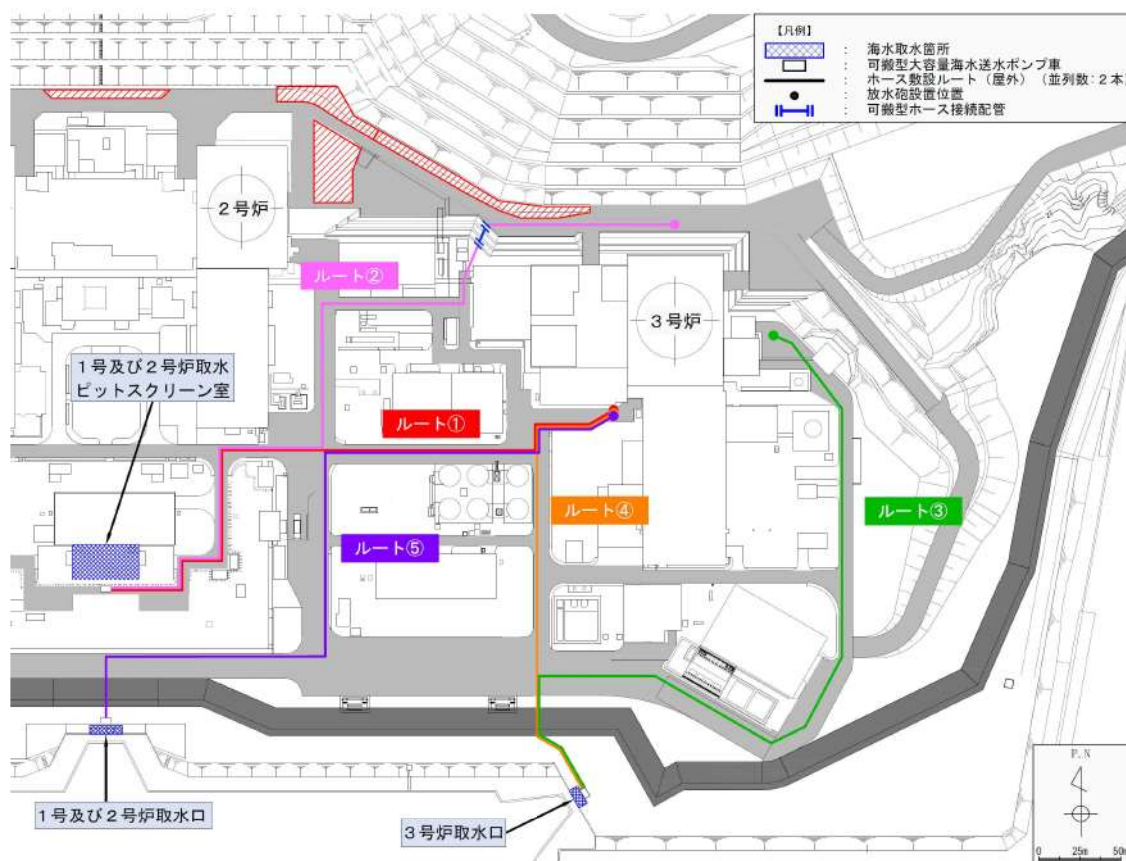 【凡例】
： 海水取水箇所
： 可搬型大容量海水送水ポンプ車
： ホース敷設ルート（屋外）（並列数：２本）
： 放水砲設置位置
： 可搬型ホース接続配管
２号炉
ルート②
３号炉
１号及び２号炉取水
ピットスクリーン室
ルート①
ルート④
ルート③
ルート⑤
１号及び２号炉取水口
３号炉取水口
P.N
0 25m 50m